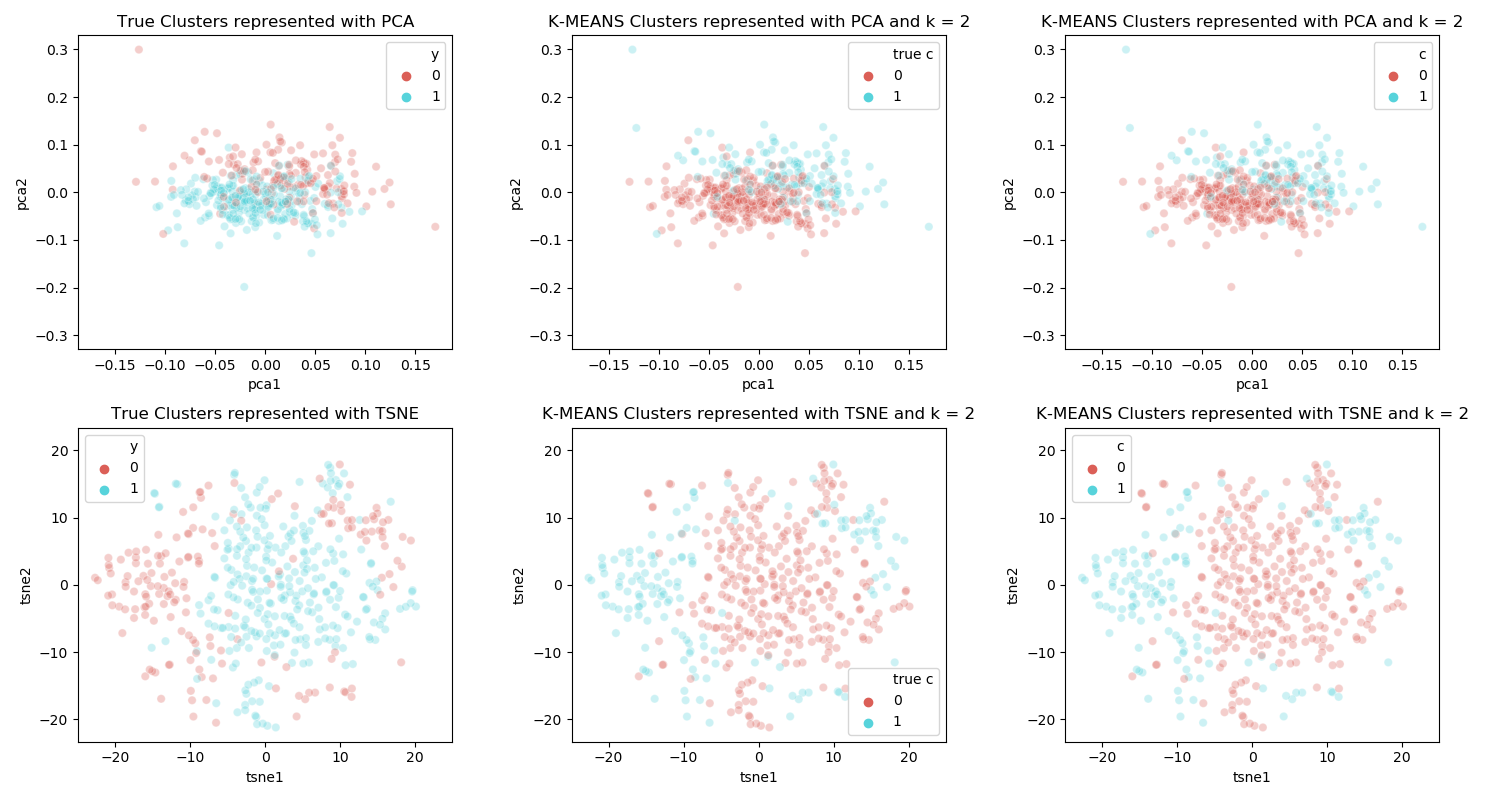 True Clusters represented with PCA
y
0
1
0.3
0.2
0.1
0.0
−0.1
−0.2
−0.3
pca2
−0.15 −0.10 −0.05 0.00 0.05 0.10 0.15
pca1
K-MEANS Clusters represented with PCA and k = 2
true c
0
1
0.3
0.2
0.1
0.0
−0.1
−0.2
−0.3
pca2
−0.15 −0.10 −0.05 0.00 0.05 0.10 0.15
pca1
K-MEANS Clusters represented with PCA and k = 2
c
0
1
0.3
0.2
0.1
0.0
−0.1
−0.2
−0.3
pca2
−0.15 −0.10 −0.05 0.00 0.05 0.10 0.15
pca1
True Clusters represented with TSNE
y
0
1
20
10
0
−10
−20
tsne2
−20 −10 0 10 20
tsne1
K-MEANS Clusters represented with TSNE and k = 2
20
10
0
−10
−20
tsne2
true c
0
1
−20 −10 0 10 20
tsne1
K-MEANS Clusters represented with TSNE and k = 2
c
0
1
20
10
0
−10
−20
tsne2
−20 −10 0 10 20
tsne1